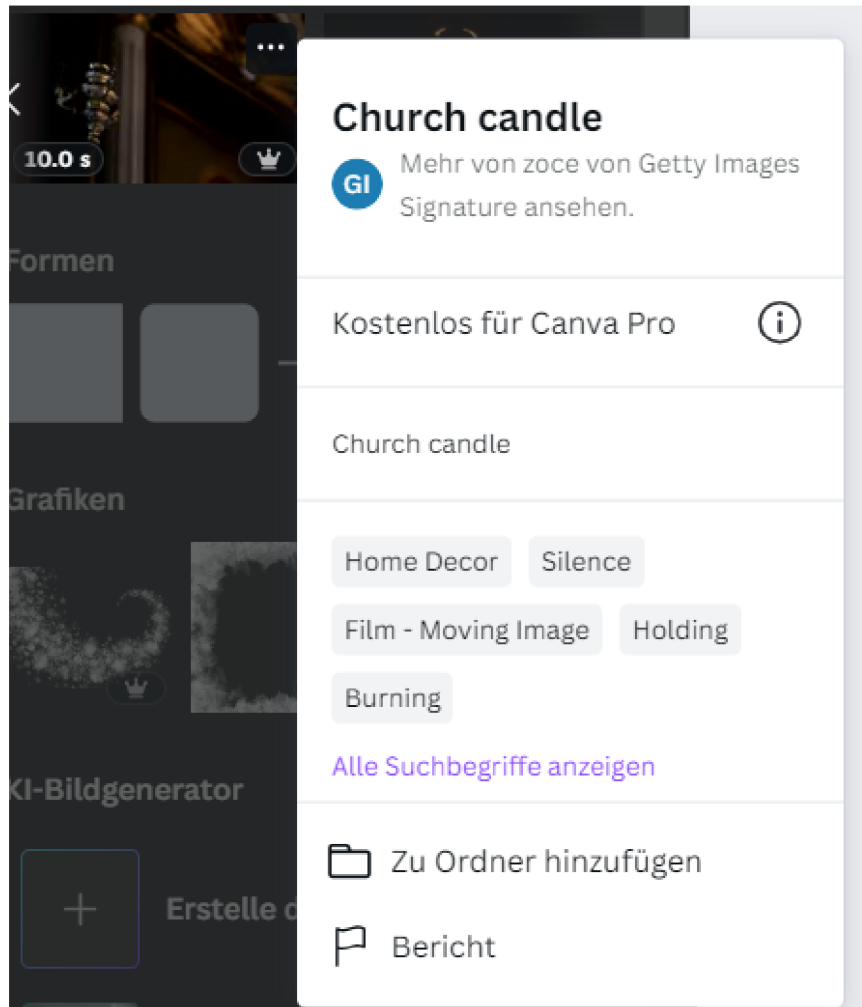 10.0 s
Formen
Grafiken
KI-Bildgenerator
Erstelle
Church candle
GI
Mehr von zoce von Getty Images
Signature ansehen.
Kostenlos für Canva Pro
Church candle
Home Decor
Silence
Film - Moving Image
Holding
Burning
Alle Suchbegriffe anzeigen
Zu Ordner hinzufügen
Bericht